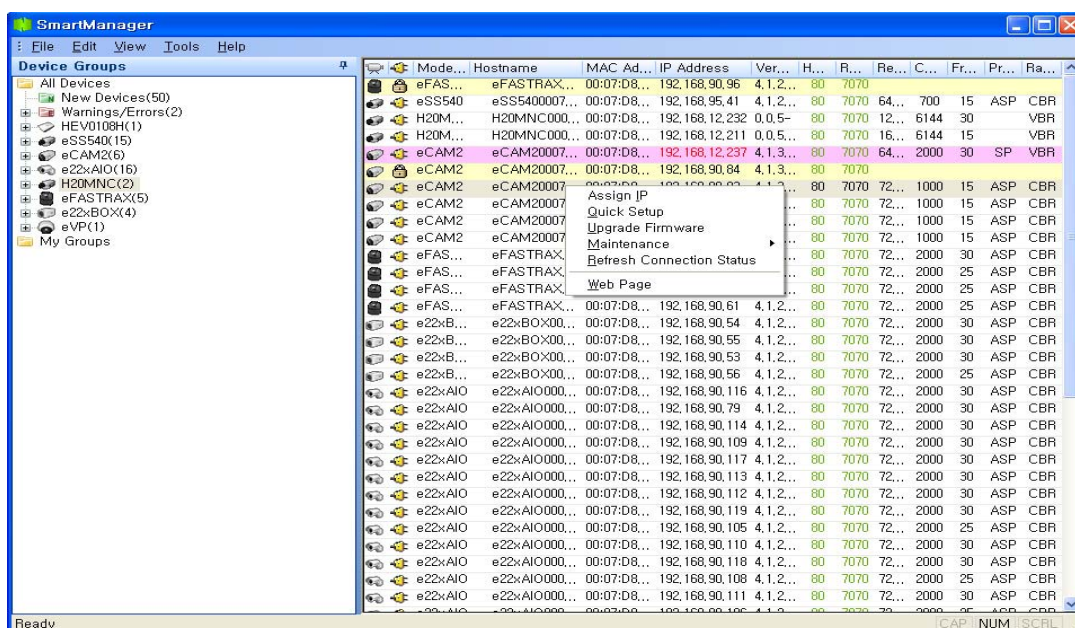 SmartManager
File Edit View Tools Help
Device Groups
All Devices
New Devices(50)
Warnings/Errors(2)
HEV0108H(1)
eSS540(15)
eCAM2(6)
e22xAIO(16)
H20MNC(2)
eFASTRAX(5)
e22xBOX(4)
eVP(1)
My Groups
Mode... Hostname MAC Ad... IP Address Ver... H... R... Re... C... Fr... Pr... Ra...
eFAS... eFASTRAX... 00:07:D8... 192,168,90,96 4,1,2... 80 7070
eSS540 eSS5400007... 00:07:D8... 192,168,95,41 4,1,2... 80 7070 64... 700 15 ASP CBR
H20M... H20MNC000... 00:07:D8... 192,168,12,232 0,0,5- 80 7070 12... 6144 30 VBR
H20M... H20MNC000... 00:07:D8... 192,168,12,211 0,0,5... 80 7070 16... 6144 15 VBR
eCAM2 eCAM20007... 00:07:D8... 192,168,12,237 4,1,3... 80 7070 64... 2000 30 SP VBR
eCAM2 eCAM20007... 00:07:D8... 192,168,90,84 4,1,3... 80 7070
eCAM2 eCAM20007 80 7070 72... 1000 15 ASP CBR
eCAM2 eCAM20007 80 7070 72... 1000 15 ASP CBR
eCAM2 eCAM20007 80 7070 72... 1000 15 ASP CBR
eCAM2 eCAM20007 80 7070 72... 1000 15 ASP CBR
eFAS... eFASTRAX 80 7070 72... 2000 30 ASP CBR
eFAS... eFASTRAX 80 7070 72... 2000 25 ASP CBR
eFAS... eFASTRAX 80 7070 72... 2000 30 ASP CBR
eFAS... eFASTRAX... 00:07:D8... 192,168,90,61 4,1,2... 80 7070 72... 2000 25 ASP CBR
Assign IP
Quick Setup
Upgrade Firmware
Maintenance
Refresh Connection Status
Web Page
e22xB... e22xBOX00... 00:07:D8... 192,168,90,54 4,1,2... 80 7070 72... 2000 30 ASP CBR
e22xB... e22xBOX00... 00:07:D8... 192,168,90,55 4,1,2... 80 7070 72... 2000 30 ASP CBR
e22xB... e22xBOX00... 00:07:D8... 192,168,90,53 4,1,2... 80 7070 72... 2000 30 ASP CBR
e22xB... e22xBOX00... 00:07:D8... 192,168,90,56 4,1,2... 80 7070 72... 2000 25 ASP CBR
e22xAIO e22xAIO000... 00:07:D8... 192,168,90,116 4,1,2... 80 7070 72... 2000 30 ASP CBR
e22xAIO e22xAIO000... 00:07:D8... 192,168,90,79 4,1,2... 80 7070 72... 2000 30 ASP CBR
e22xAIO e22xAIO000... 00:07:D8... 192,168,90,114 4,1,2... 80 7070 72... 2000 30 ASP CBR
e22xAIO e22xAIO000... 00:07:D8... 192,168,90,109 4,1,2... 80 7070 72... 2000 30 ASP CBR
e22xAIO e22xAIO000... 00:07:D8... 192,168,90,117 4,1,2... 80 7070 72... 2000 30 ASP CBR
e22xAIO e22xAIO000... 00:07:D8... 192,168,90,113 4,1,2... 80 7070 72... 2000 30 ASP CBR
e22xAIO e22xAIO000... 00:07:D8... 192,168,90,112 4,1,2... 80 7070 72... 2000 30 ASP CBR
e22xAIO e22xAIO000... 00:07:D8... 192,168,90,119 4,1,2... 80 7070 72... 2000 30 ASP CBR
e22xAIO e22xAIO000... 00:07:D8... 192,168,90,105 4,1,2... 80 7070 72... 2000 25 ASP CBR
e22xAIO e22xAIO000... 00:07:D8... 192,168,90,110 4,1,2... 80 7070 72... 2000 30 ASP CBR
e22xAIO e22xAIO000... 00:07:D8... 192,168,90,118 4,1,2... 80 7070 72... 2000 30 ASP CBR
e22xAIO e22xAIO000... 00:07:D8... 192,168,90,108 4,1,2... 80 7070 72... 2000 25 ASP CBR
e22xAIO e22xAIO000... 00:07:D8... 192,168,90,111 4,1,2... 80 7070 72... 2000 30 ASP CBR
Ready CAP NUM SCRL